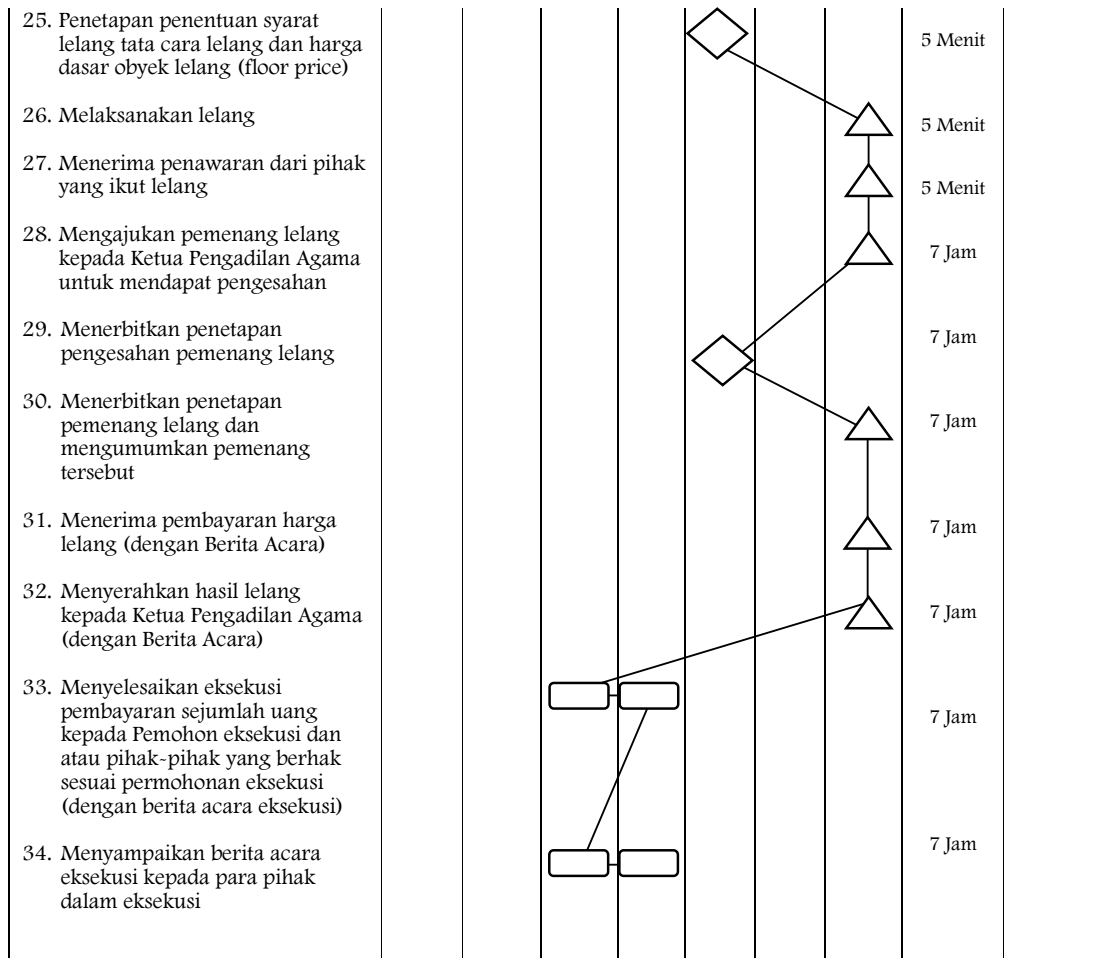 25. Penetapan penentuan syarat
lelang tata cara lelang dan harga
dasar obyek lelang (floor price)
5 Menit
26. Melaksanakan lelang
5 Menit
27. Menerima penawaran dari pihak
yang ikut lelang
5 Menit
28. Mengajukan pemenang lelang
kepada Ketua Pengadilan Agama
untuk mendapat pengesahan
7 Jam
29. Menerbitkan penetapan
pengesahan pemenang lelang
7 Jam
30. Menerbitkan penetapan
pemenang lelang dan
mengumumkan pemenang
tersebut
7 Jam
31. Menerima pembayaran harga
lelang (dengan Berita Acara)
7 Jam
32. Menyerahkan hasil lelang
kepada Ketua Pengadilan Agama
(dengan Berita Acara)
7 Jam
33. Menyelesaikan eksekusi
pembayaran sejumlah uang
kepada Pemohon eksekusi dan
atau pihak-pihak yang berhak
sesuai permohonan eksekusi
(dengan berita acara eksekusi)
7 Jam
34. Menyampaikan berita acara
eksekusi kepada para pihak
dalam eksekusi
7 Jam